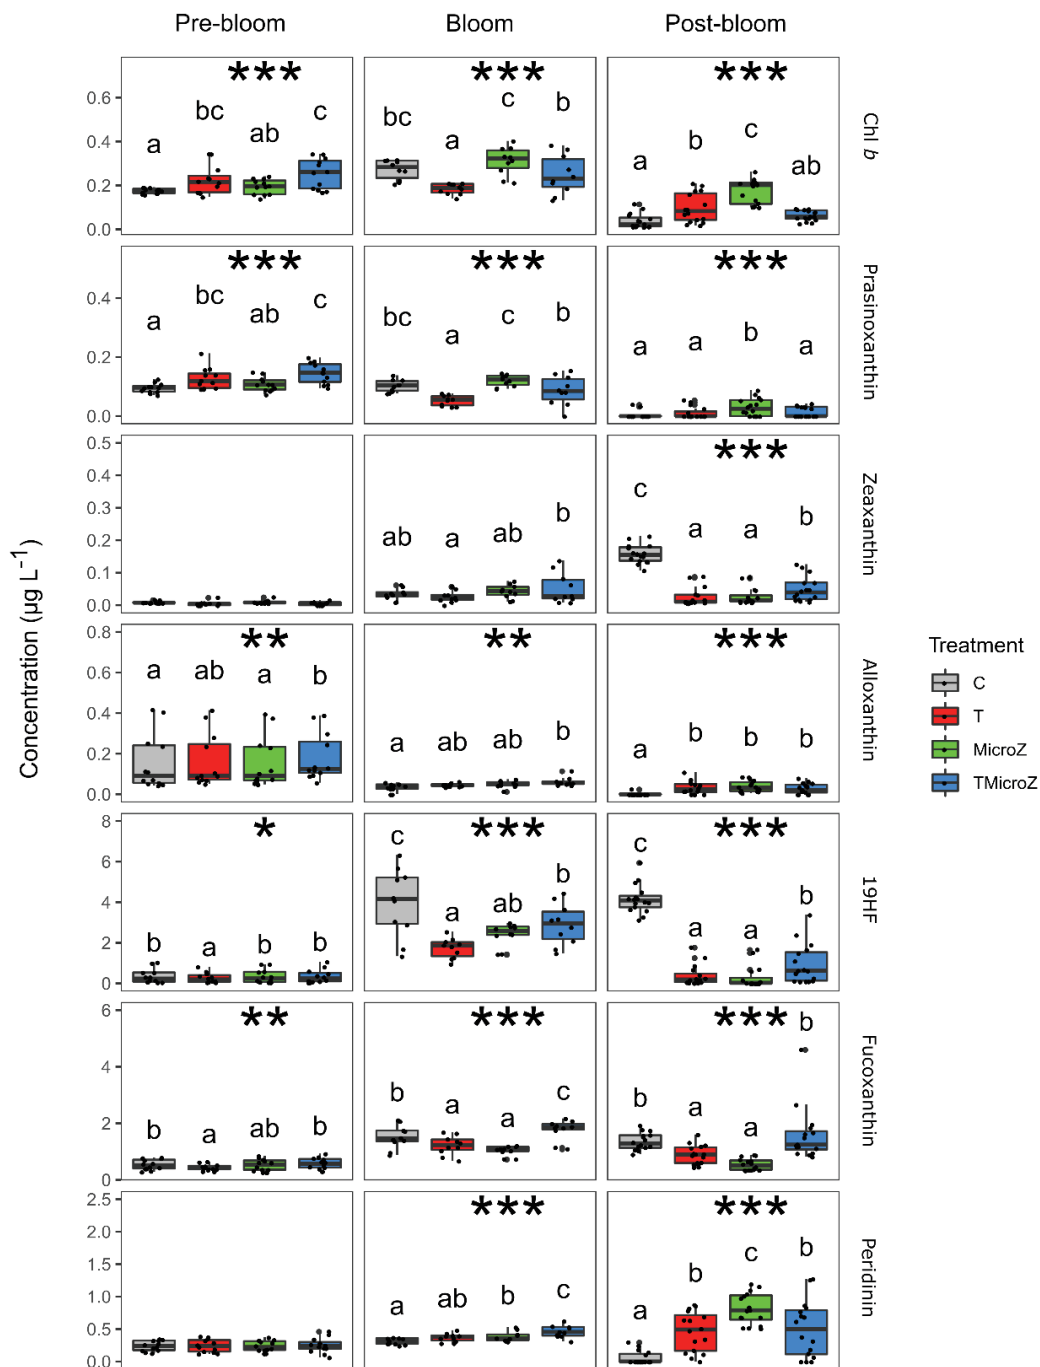 Pre-bloom Bloom Post-bloom
*** *** ***
0.6
0.4
0.2
0.0
a bc ab c
bc a c b
a b c ab
Chl b
*** *** ***
0.4
0.2
0.0
a bc ab c
bc a c b
a a b a
Prasinoxanthin
***
0.5
0.4
0.3
0.2
0.1
0.0
ab a ab b
c a a b
Zeaxanthin
** ** ***
0.8
0.6
0.4
0.2
0.0
a ab a b
a ab ab b
a b b b
Alloxanthin
* *** ***
8
6
4
2
0
b a b b
c a ab b
c a a b
19HF
** *** ***
6
4
2
0
b a ab b
b a a c
b a a b
Fucoxanthin
*** ***
2.5
2.0
1.5
1.0
0.5
0.0
a ab b c
a b c b
Peridinin
Concentration (µg L⁻¹)
Treatment
C
T
MicroZ
TMicroZ